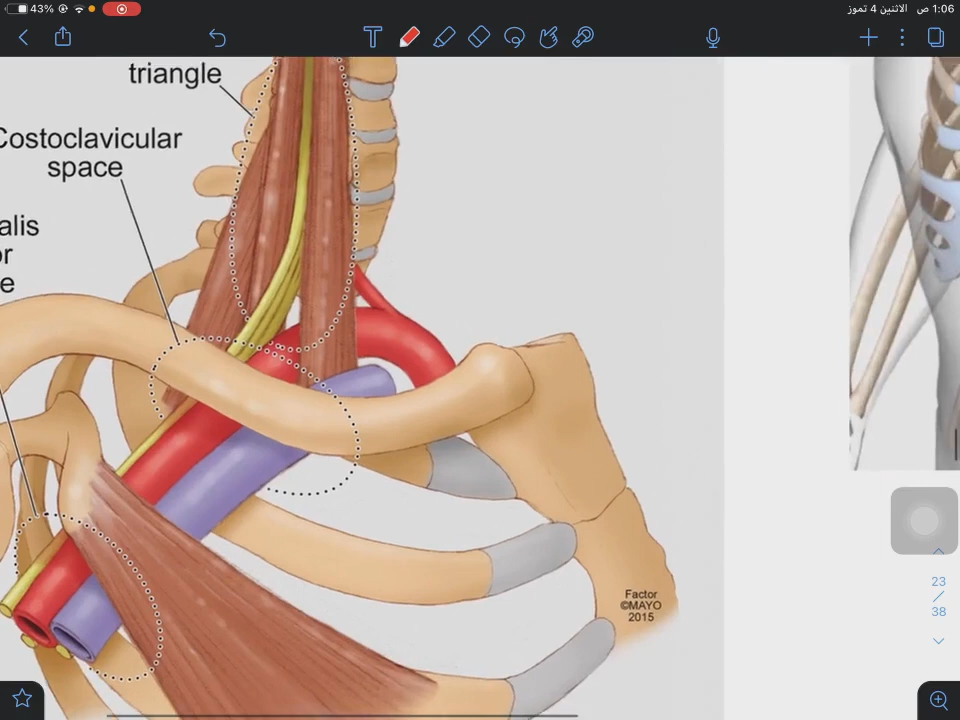 43%
1:06 ص الاثنين 4 تموز
triangle
Costoclavicular
space
alis
or
e
Factor
©MAYO
2015
23
/
38